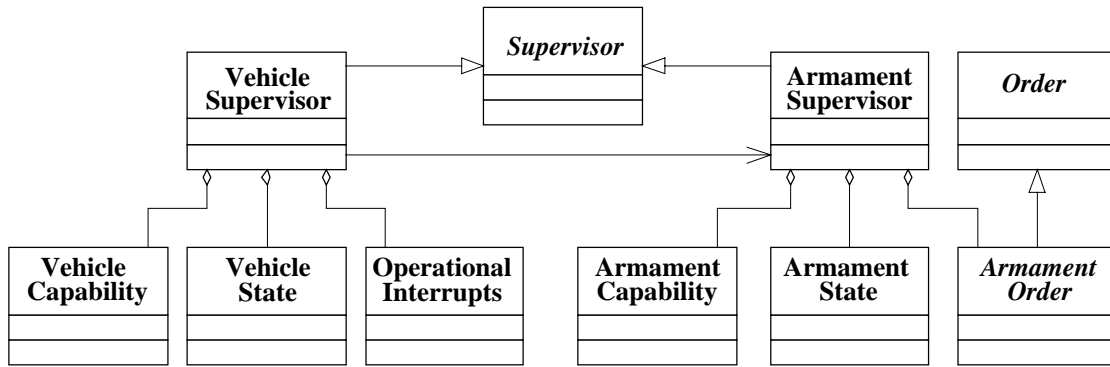 Supervisor
Vehicle
Supervisor
Armament
Supervisor
Order
Vehicle
Capability
Vehicle
State
Operational
Interrupts
Armament
Capability
Armament
State
Armament
Order